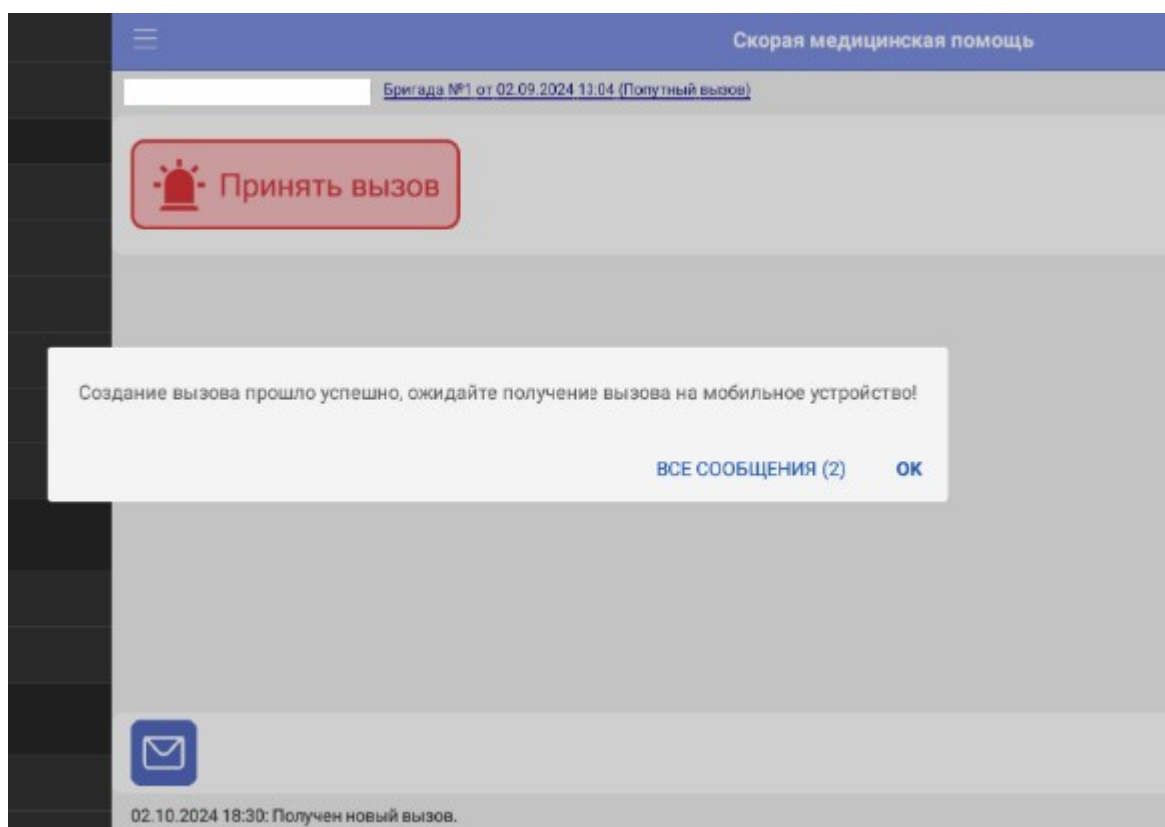 Скорая медицинская помощь
Бригада №1 от 02.09.2024 13:04 (Попутный вызов)
Принять вызов
Создание вызова прошло успешно, ожидайте получение вызова на мобильное устройство!
ВСЕ СООБЩЕНИЯ (2) ОК
02.10.2024 18:30: Получен новый вызов.